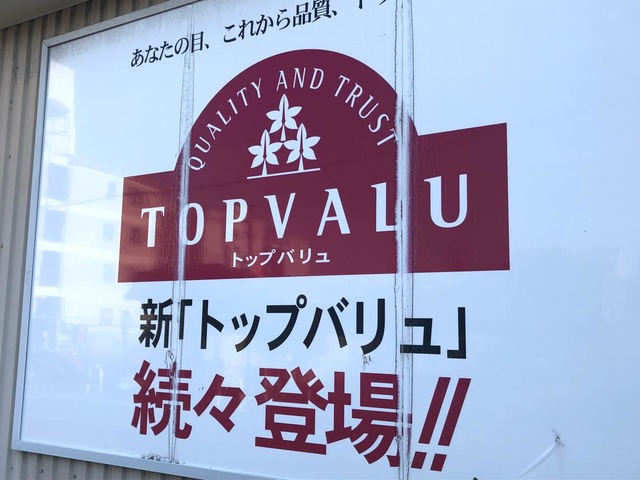 あなたの目、これから品質、
QUALITY AND TRUST
TOPVALU
トップバリュ
新「トップバリュ」
続々登場!!